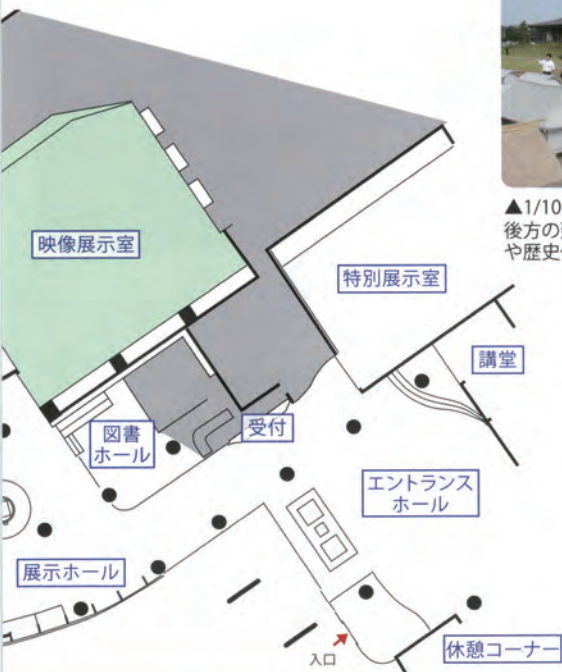 映像展示室
特別展示室
講堂
図書
ホール
受付
エントランス
ホール
展示ホール
入口
休憩コーナー
▲1/10
後方の
や歴史